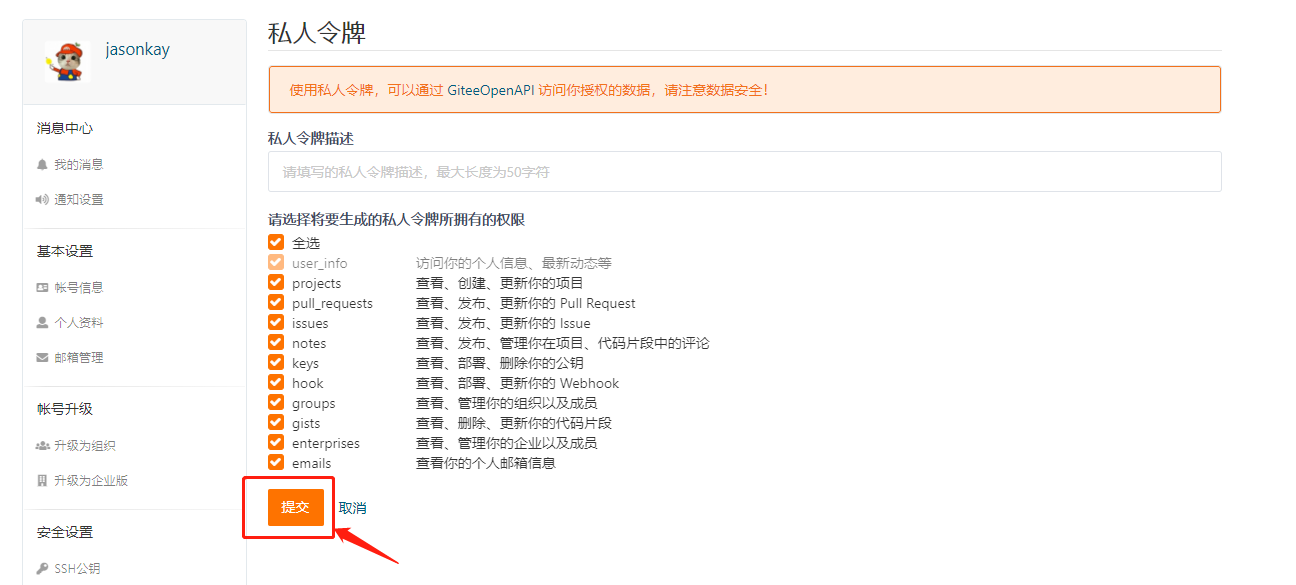 jasonkay
消息中心
我的消息
通知设置
基本设置
帐号信息
个人资料
邮箱管理
帐号升级
升级为组织
升级为企业版
安全设置
SSH公钥
私人令牌
使用私人令牌，可以通过 GiteeOpenAPI 访问你授权的数据，请注意数据安全！
私人令牌描述
请填写的私人令牌描述，最大长度为50字符
请选择将要生成的私人令牌所拥有的权限
全选
user_info 访问你的个人信息、最新动态等
projects 查看、创建、更新你的项目
pull_requests 查看、发布、更新你的 Pull Request
issues 查看、发布、更新你的 Issue
notes 查看、发布、管理你在项目、代码片段中的评论
keys 查看、部署、删除你的公钥
hook 查看、部署、更新你的 Webhook
groups 查看、管理你的组织以及成员
gists 查看、删除、更新你的代码片段
enterprises 查看、管理你的企业以及成员
emails 查看你的个人邮箱信息
提交 取消